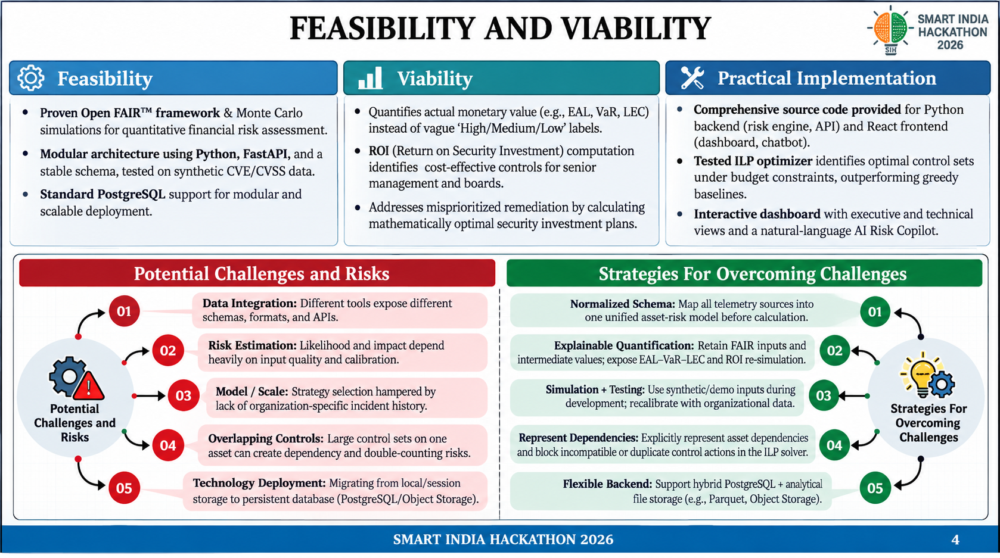 FEASIBILITY AND VIABILITY
SMART INDIA
HACKATHON
2026
SIH
Feasibility
• Proven Open FAIR™ framework & Monte Carlo
simulations for quantitative financial risk assessment.
• Modular architecture using Python, FastAPI, and a
stable schema, tested on synthetic CVE/CVSS data.
• Standard PostgreSQL support for modular and
scalable deployment.
Viability
• Quantifies actual monetary value (e.g., EAL, VaR, LEC)
instead of vague ‘High/Medium/Low’ labels.
• ROI (Return on Security Investment) computation
identifies cost-effective controls for senior
management and boards.
• Addresses misprioritized remediation by calculating
mathematically optimal security investment plans.
Practical Implementation
• Comprehensive source code provided for Python
backend (risk engine, API) and React frontend
(dashboard, chatbot).
• Tested ILP optimizer identifies optimal control sets
under budget constraints, outperforming greedy
baselines.
• Interactive dashboard with executive and technical
views and a natural-language AI Risk Copilot.
Potential Challenges and Risks
Potential
Challenges and
Risks
01
Data Integration: Different tools expose different
schemas, formats, and APIs.
02
Risk Estimation: Likelihood and impact depend
heavily on input quality and calibration.
03
Model / Scale: Strategy selection hampered by
lack of organization-specific incident history.
04
Overlapping Controls: Large control sets on one
asset can create dependency and double-counting risks.
05
Technology Deployment: Migrating from local/session
storage to persistent database (PostgreSQL/Object Storage).
Strategies For Overcoming Challenges
Normalized Schema: Map all telemetry sources into
one unified asset-risk model before calculation.
01
Explainable Quantification: Retain FAIR inputs and
intermediate values; expose EAL–VaR–LEC and ROI re-simulation.
02
Simulation + Testing: Use synthetic/demo inputs during
development; recalibrate with organizational data.
03
Represent Dependencies: Explicitly represent asset dependencies
and block incompatible or duplicate control actions in the ILP solver.
04
Flexible Backend: Support hybrid PostgreSQL + analytical
file storage (e.g., Parquet, Object Storage).
05
Strategies For
Overcoming
Challenges
SMART INDIA HACKATHON 2026
4